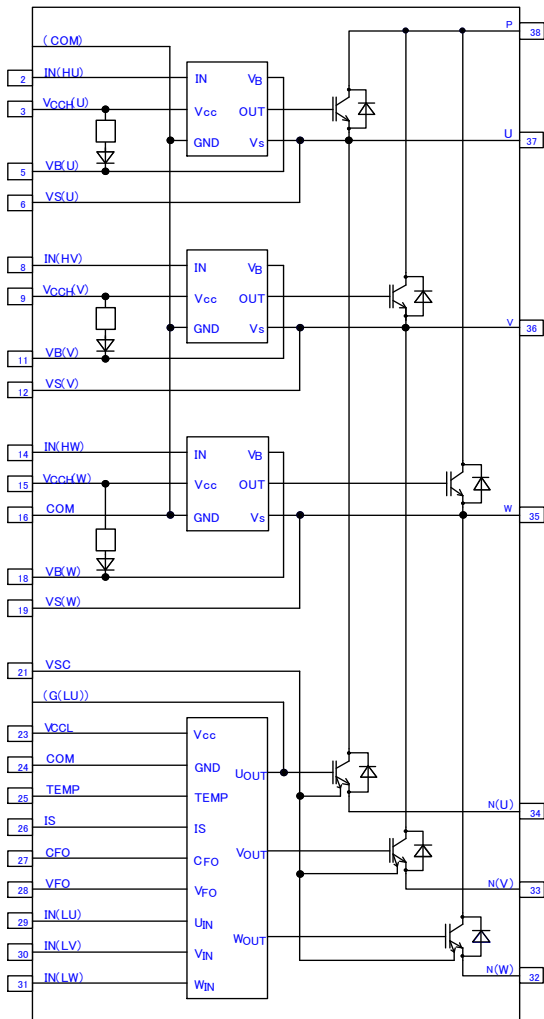 P
38
(COM)
2 IN(HU) IN VB
3 VCCH(U) Vcc OUT
GND Vs U 37
5 VB(U)
6 VS(U)
8 IN(HV) IN VB
9 VCCH(V) Vcc OUT
GND Vs V 36
11 VB(V)
12 VS(V)
14 IN(HW) IN VB
15 VCCH(W) Vcc OUT
16 COM GND Vs W 35
18 VB(W)
19 VS(W)
21 VSC
(G(LU))
23 VCCL Vcc
24 COM GND UOUT
25 TEMP TEMP
N(U) 34
26 IS IS
27 CFO CFO VOUT
28 VFO VFO N(V) 33
29 IN(LU) UIN
30 IN(LV) VIN WOUT
31 IN(LW) WIN N(W) 32